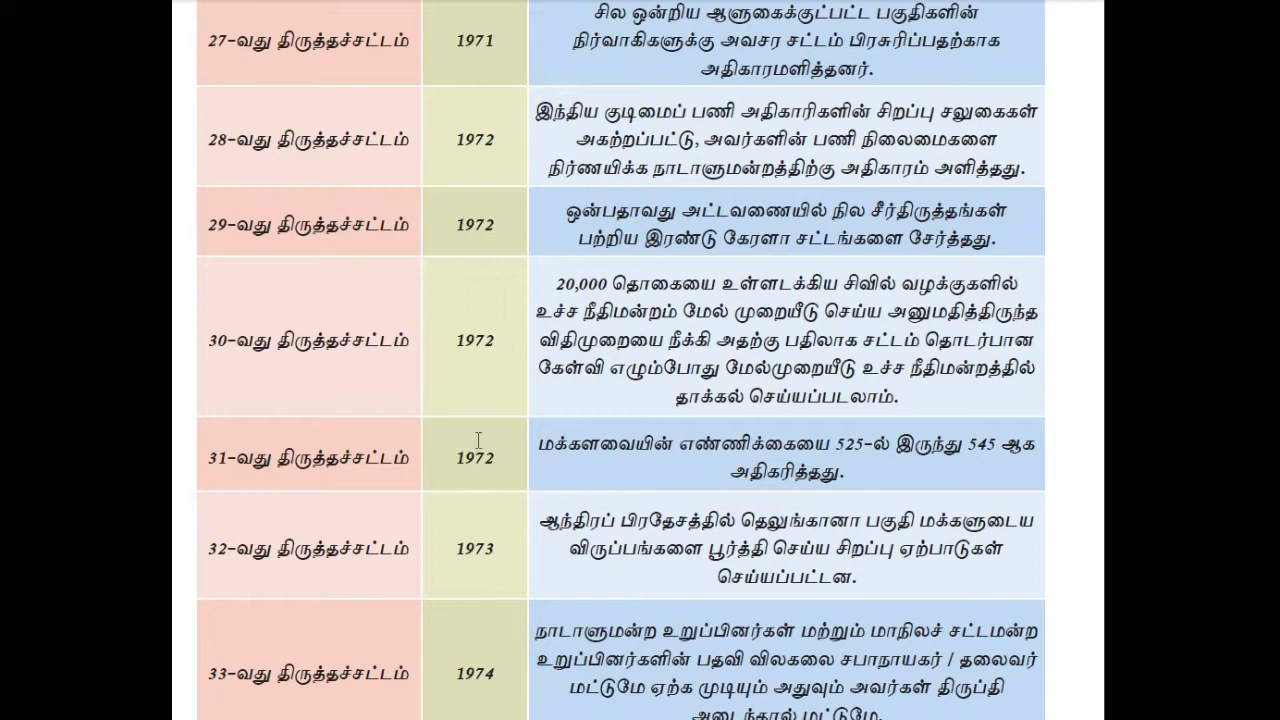 சில ஒன்றிய ஆளுகைக்குட்பட்ட பகுதிகளின்
27-வது திருத்தச்சட்டம் 1971 நிர்வாகிகளுக்கு அவசர சட்டம் பிரசுரிப்பதற்காக
அதிகாரமளித்தனர்.
இந்திய குடிமைப் பணி அதிகாரிகளின் சிறப்பு சலுகைகள்
28-வது திருத்தச்சட்டம் 1972 அகற்றப்பட்டு, அவர்களின் பணி நிலைமைகளை
நிர்ணயிக்க நாடாளுமன்றத்திற்கு அதிகாரம் அளித்தது.
29-வது திருத்தச்சட்டம் 1972 ஒன்பதாவது அட்டவணையில் நில சீர்திருத்தங்கள்
பற்றிய இரண்டு கேரளா சட்டங்களை சேர்த்தது.
20,000 தொகையை உள்ளடக்கிய சிவில் வழக்குகளில்
உச்ச நீதிமன்றம் மேல் முறையீடு செய்ய அனுமதித்திருந்த
30-வது திருத்தச்சட்டம் 1972 விதிமுறையை நீக்கி அதற்கு பதிலாக சட்டம் தொடர்பான
கேள்வி எழும்போது மேல்முறையீடு உச்ச நீதிமன்றத்தில்
தாக்கல் செய்யப்படலாம்.
31-வது திருத்தச்சட்டம் 1972 மக்களவையின் எண்ணிக்கையை 525-ல் இருந்து 545 ஆக
அதிகரித்தது.
ஆந்திரப் பிரதேசத்தில் தெலுங்கானா பகுதி மக்களுடைய
32-வது திருத்தச்சட்டம் 1973 விருப்பங்களை பூர்த்தி செய்ய சிறப்பு ஏற்பாடுகள்
செய்யப்பட்டன.
நாடாளுமன்ற உறுப்பினர்கள் மற்றும் மாநிலச் சட்டமன்ற
உறுப்பினர்களின் பதவி விலகலை சபாநாயகர் / தலைவர்
33-வது திருத்தச்சட்டம் 1974 மட்டுமே ஏற்க முடியும் அதுவும் அவர்கள் திருப்தி
அடைந்தால் மட்டுமே.